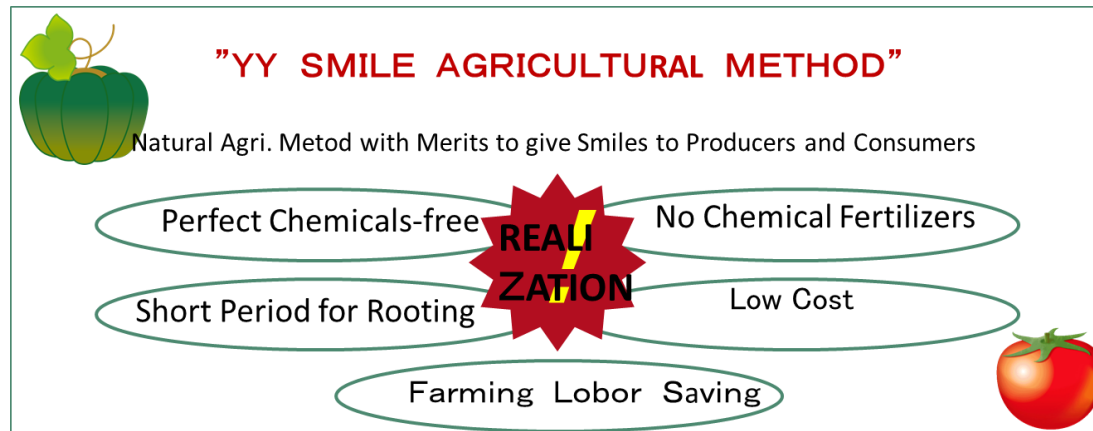 ”YY SMILE AGRICULTURAL METHOD”
Natural Agri. Metod with Merits to give Smiles to Producers and Consumers
Perfect Chemicals-free
No Chemical Fertilizers
REALI
ZATION
Short Period for Rooting
Low Cost
Farming Lobor Saving